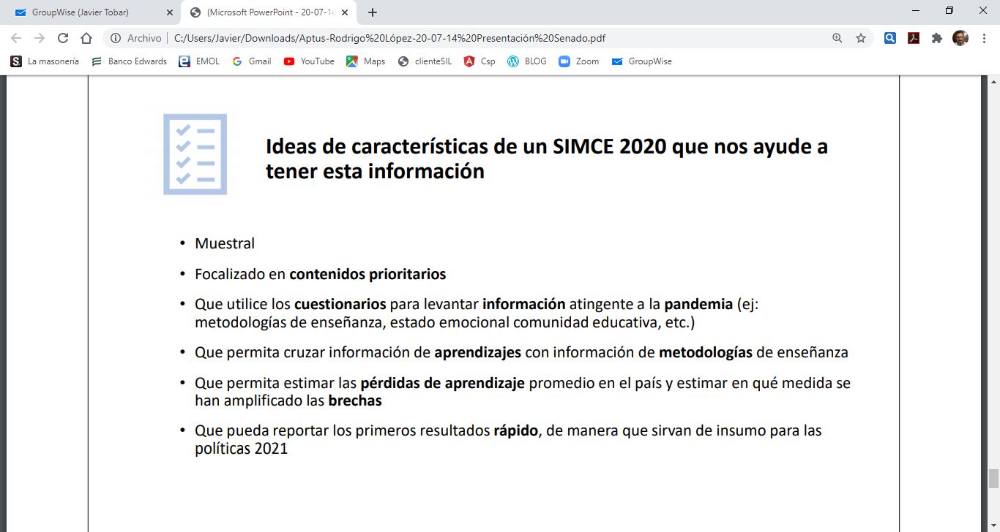 GroupWise (Javier Tobar)
(Microsoft PowerPoint - 20-07-14
Archivo
C:/Users/Javier/Downloads/Aptus-Rodrigo%20López-20-07-14%20Presentación%20Senado.pdf
La masonería
Banco Edwards
EMOL
Gmail
YouTube
Maps
clienteSIL
Csp
BLOG
Zoom
GroupWise
Ideas de características de un SIMCE 2020 que nos ayude a
tener esta información
• Muestral
• Focalizado en contenidos prioritarios
• Que utilice los cuestionarios para levantar información atingente a la pandemia (ej:
metodologías de enseñanza, estado emocional comunidad educativa, etc.)
• Que permita cruzar información de aprendizajes con información de metodologías de enseñanza
• Que permita estimar las pérdidas de aprendizaje promedio en el país y estimar en qué medida se
han amplificado las brechas
• Que pueda reportar los primeros resultados rápido, de manera que sirvan de insumo para las
políticas 2021